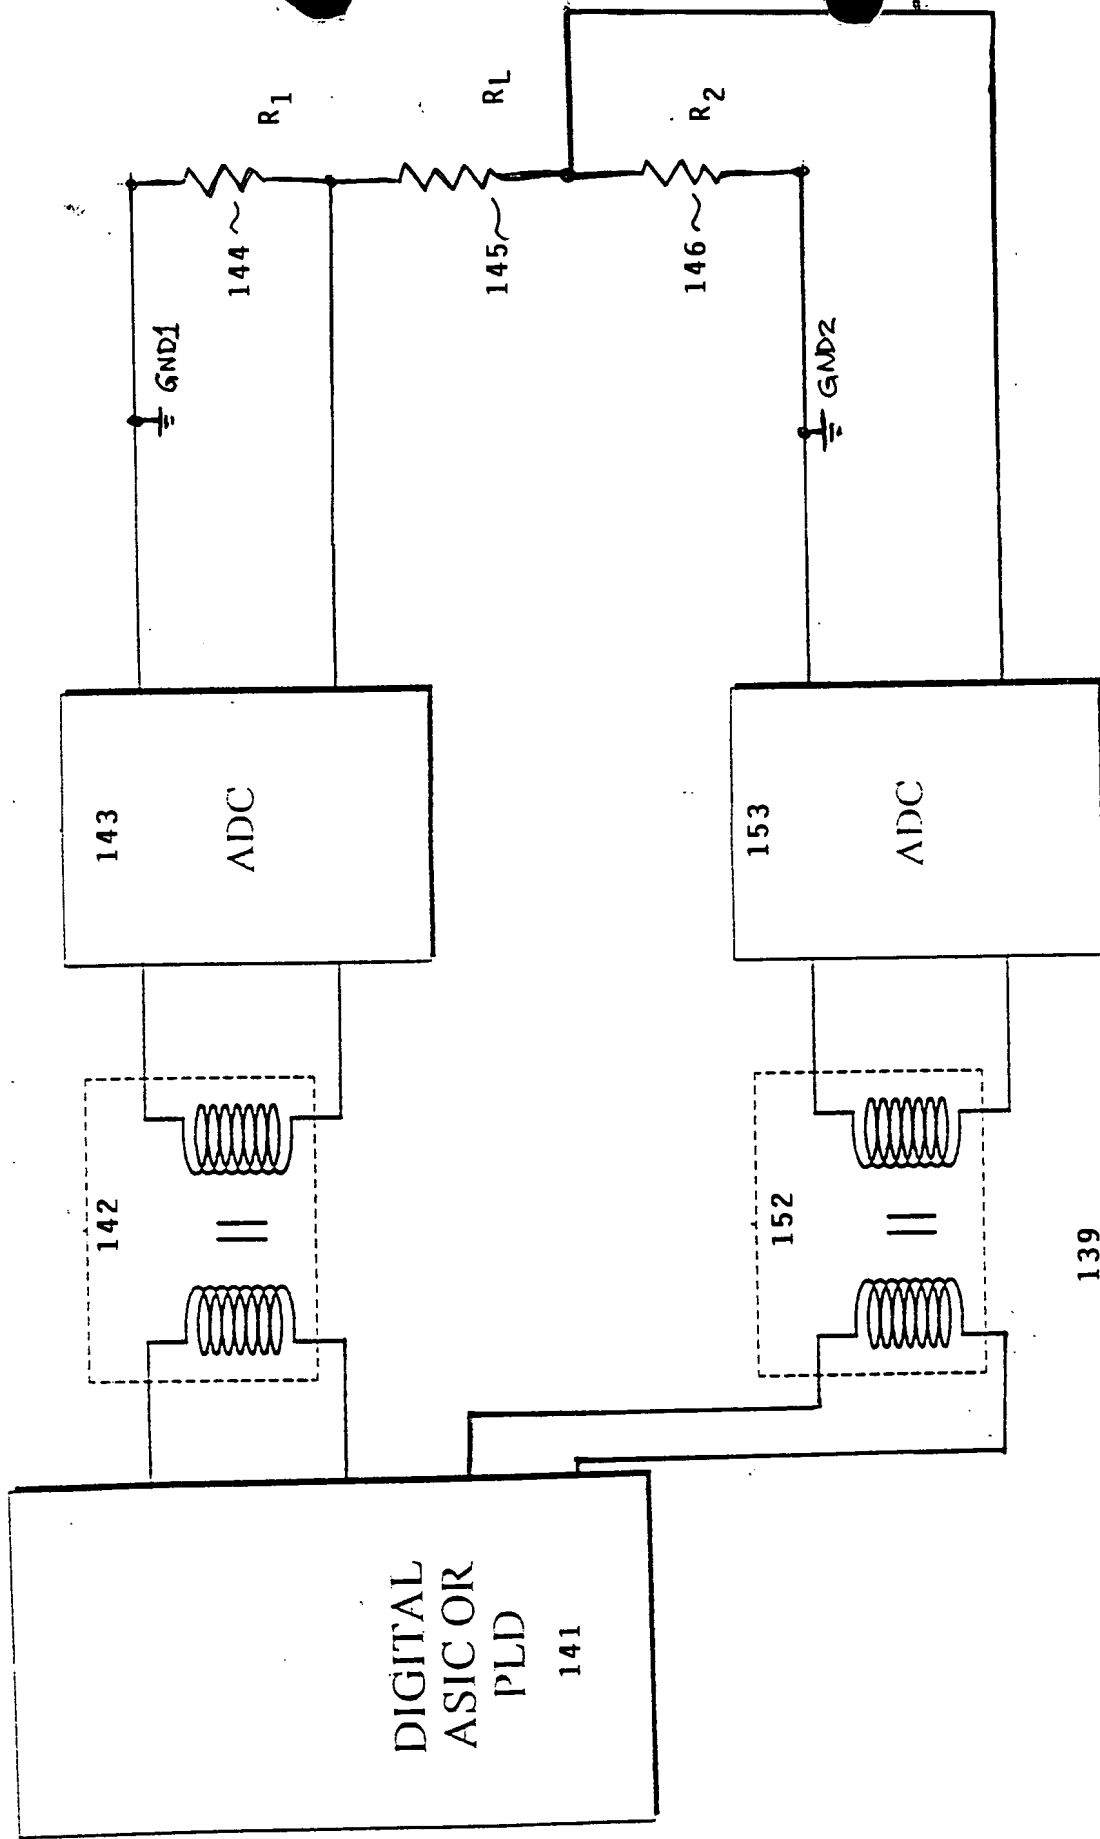 DIGITAL
ASIC OR
PLD
141
142
143
ADC
GND1
144
R1
145
RL
146
R2
GND2
153
ADC
152
139